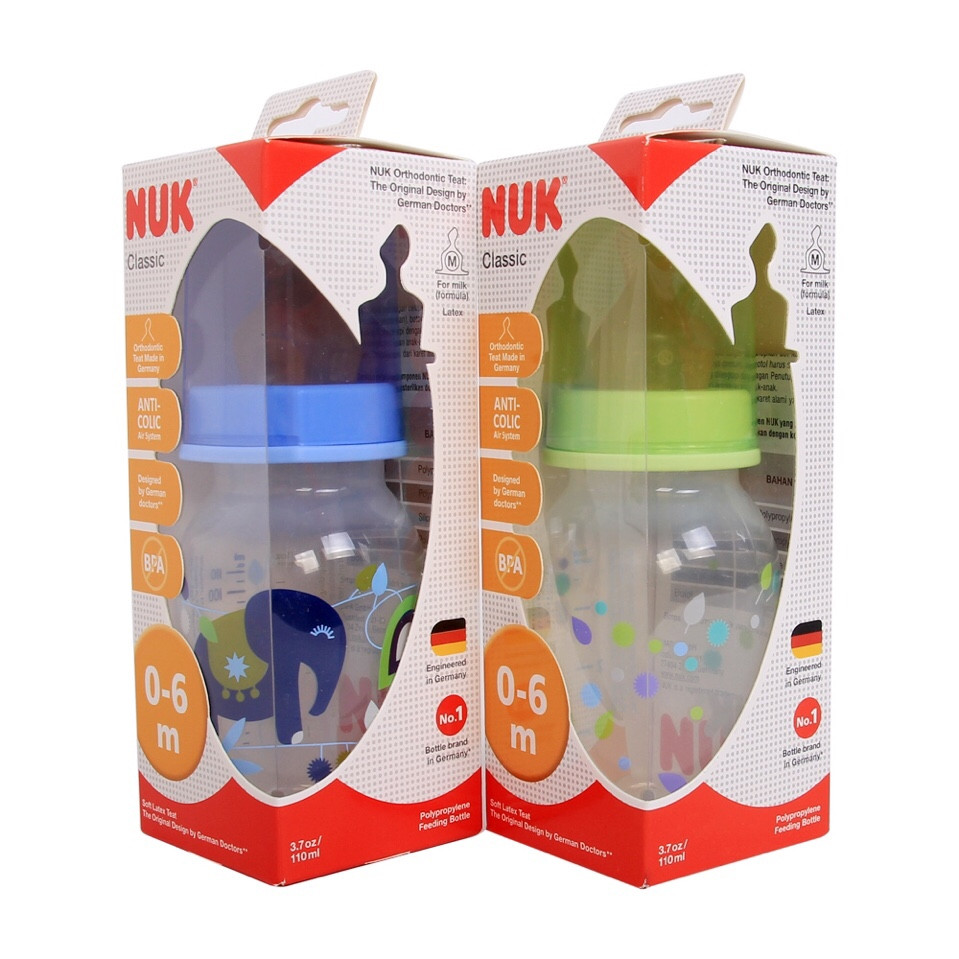 NUK®
Classic
NUK Orthodontic Teat:
The Original Design by
German Doctors**
M
For milk
(formula)
Latex
Orthodontic
Teat Made in
Germany
ANTI-
COLIC
Air System
Designed
by German
doctors**
BPA
0-6
m
Engineered
in Germany
No.1
Bottle brand
in Germany*
Soft Latex Teat
The Original Design by German Doctors**
3.7oz/
110ml
Polypropylene
Feeding Bottle
NUK®
Classic
NUK Orthodontic Teat:
The Original Design by
German Doctors**
M
For milk
(formula)
Latex
Orthodontic
Teat Made in
Germany
ANTI-
COLIC
Air System
Designed
by German
doctors**
BPA
BAHAN
0-6
m
Engineered
in Germany
No.1
Bottle brand
in Germany*
Soft Latex Teat
The Original Design by German Doctors**
3.7oz/
110ml
Polypropylene
Feeding Bottle